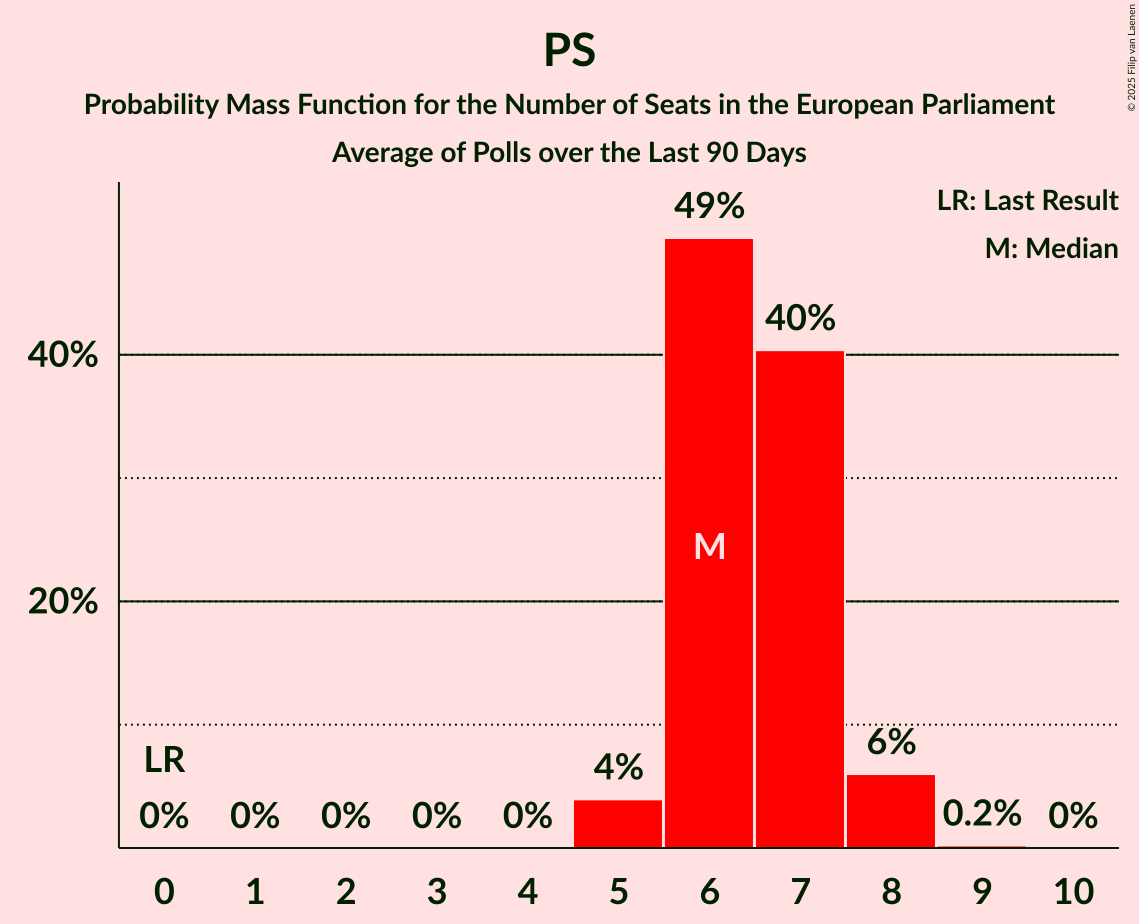 PS
Probability Mass Function for the Number of Seats in the European Parliament
Average of Polls over the Last 90 Days
© 2025 Filip van Laenen
LR: Last Result
M: Median
49%
40%
40%
M
20%
LR
6%
4%
0% 0% 0% 0% 0% 0.2% 0%
0 1 2 3 4 5 6 7 8 9 10